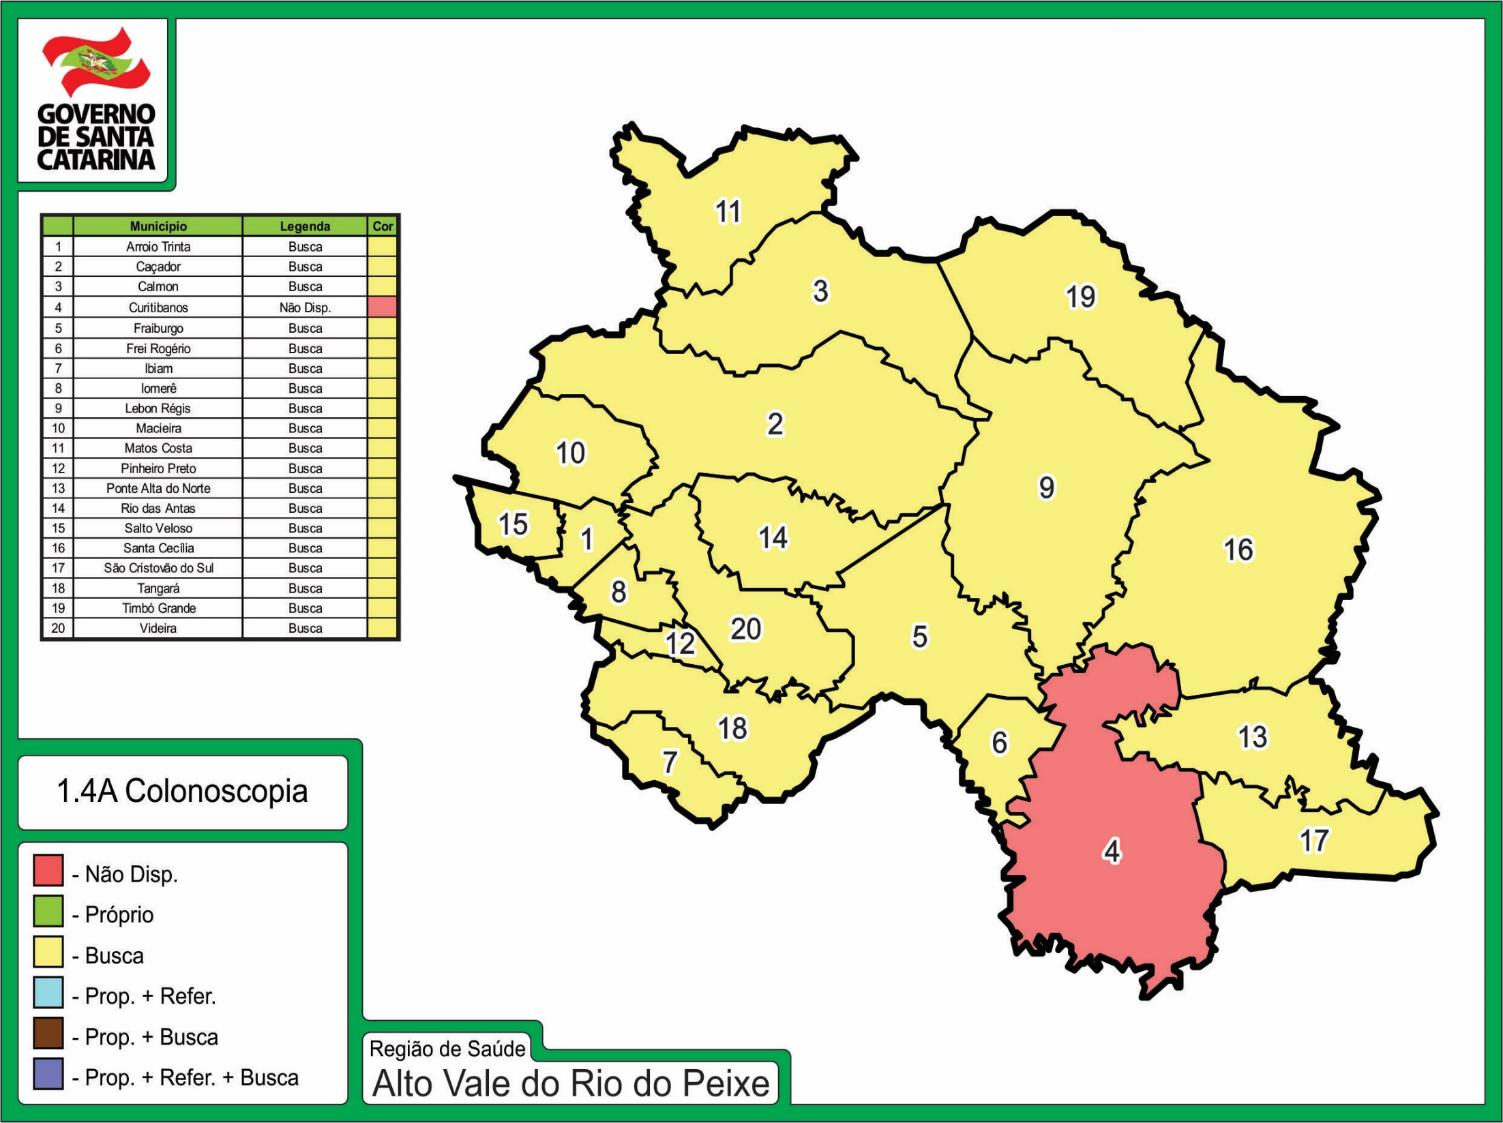 GOVERNO
DE SANTA
CATARINA
Município Legenda Cor
1 Arroio Trinta Busca
2 Caçador Busca
3 Calmon Busca
4 Curitibanos Não Disp.
5 Fraiburgo Busca
6 Frei Rogério Busca
7 Ibiam Busca
8 Iomerê Busca
9 Lebon Régis Busca
10 Macieira Busca
11 Matos Costa Busca
12 Pinheiro Preto Busca
13 Ponte Alta do Norte Busca
14 Rio das Antas Busca
15 Salto Veloso Busca
16 Santa Cecília Busca
17 São Cristovão do Sul Busca
18 Tangará Busca
19 Timbó Grande Busca
20 Videira Busca
11
3
19
2
10
9
15
1
14
16
8
20
12
5
18
6
13
7
17
4
1.4A Colonoscopia
- Não Disp.
- Próprio
- Busca
- Prop. + Refer.
- Prop. + Busca
- Prop. + Refer. + Busca
Região de Saúde
Alto Vale do Rio do Peixe